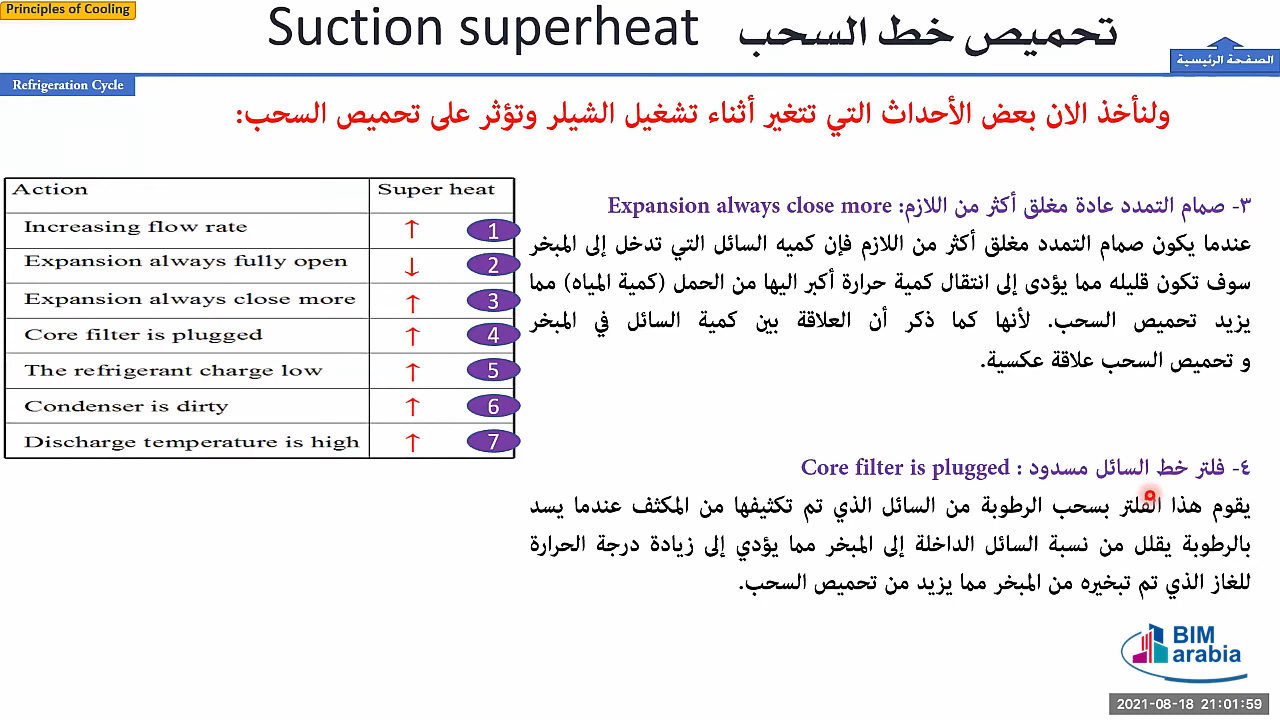 Principles of Cooling
Suction superheat تحميص خط السحب
الصفحة الرئيسية
Refrigeration Cycle
ولنأخذ الان بعض الأحداث التي تتغير أثناء تشغيل الشيلر وتؤثر على تحميص السحب:
Action Super heat
Increasing flow rate ↑ 1
Expansion always fully open ↓ 2
Expansion always close more ↑ 3
Core filter is plugged ↑ 4
The refrigerant charge low ↑ 5
Condenser is dirty ↑ 6
Discharge temperature is high ↑ 7
٣- صمام التمدد عادة مغلق أكثر من اللازم: Expansion always close more
عندما يكون صمام التمدد مغلق أكثر من اللازم فإن كميه السائل التي تدخل إلى المبخر
سوف تكون قليله مما يؤدى إلى انتقال كمية حرارة أكبر اليها من الحمل (كمية المياه) مما
يزيد تحميص السحب. لأنها كما ذكر أن العلاقة بين كمية السائل في المبخر
و تحميص السحب علاقة عكسية.
٤- فلتر خط السائل مسدود : Core filter is plugged
يقوم هذا الفلتر بسحب الرطوبة من السائل الذي تم تكثيفها من المكثف عندما يسد
بالرطوبة يقلل من نسبة السائل الداخلة إلى المبخر مما يؤدي إلى زيادة درجة الحرارة
للغاز الذي تم تبخيره من المبخر مما يزيد من تحميص السحب.
BIM
arabia
2021-08-18 21:01:59